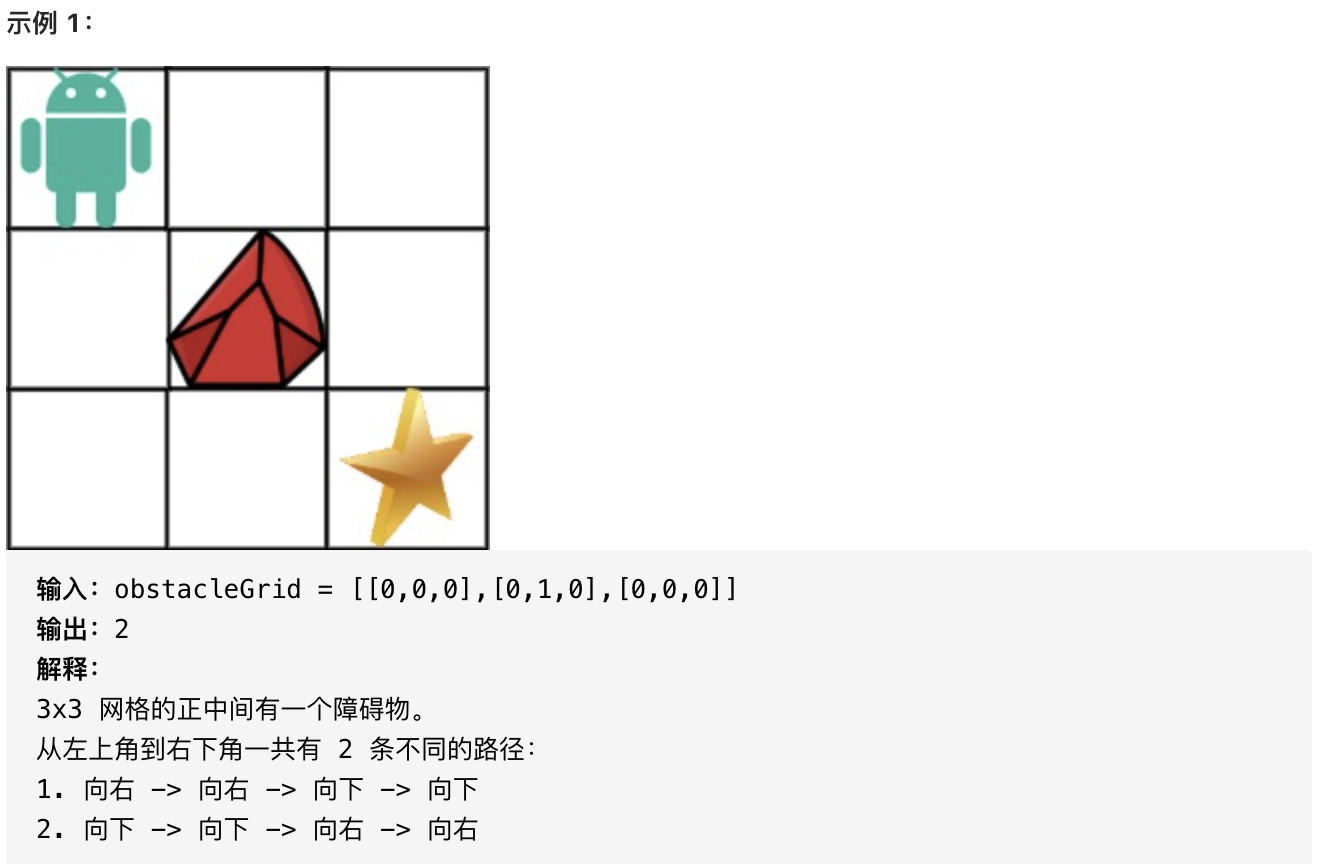 示例 1：
输入：obstacleGrid = [[0,0,0],[0,1,0],[0,0,0]]
输出：2
解释：
3x3 网格的正中间有一个障碍物。
从左上角到右下角一共有 2 条不同的路径：
1. 向右 -> 向右 -> 向下 -> 向下
2. 向下 -> 向下 -> 向右 -> 向右